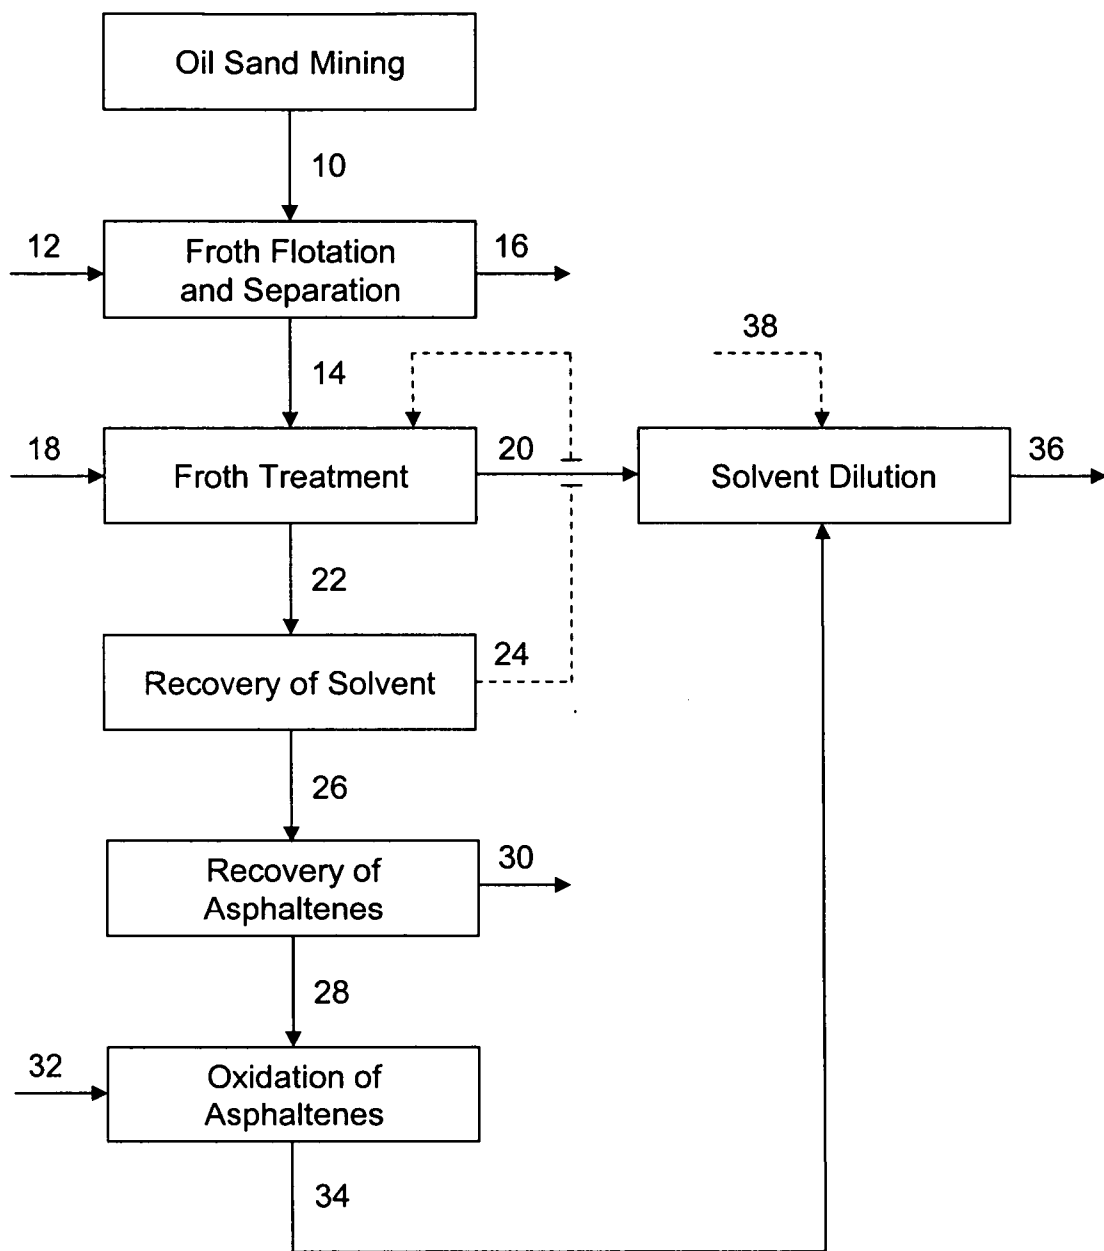 Oil Sand Mining
10
12
Froth Flotation
and Separation
16
14
38
18
Froth Treatment
20
Solvent Dilution
36
22
Recovery of Solvent
24
26
Recovery of
Asphaltenes
30
28
32
Oxidation of
Asphaltenes
34